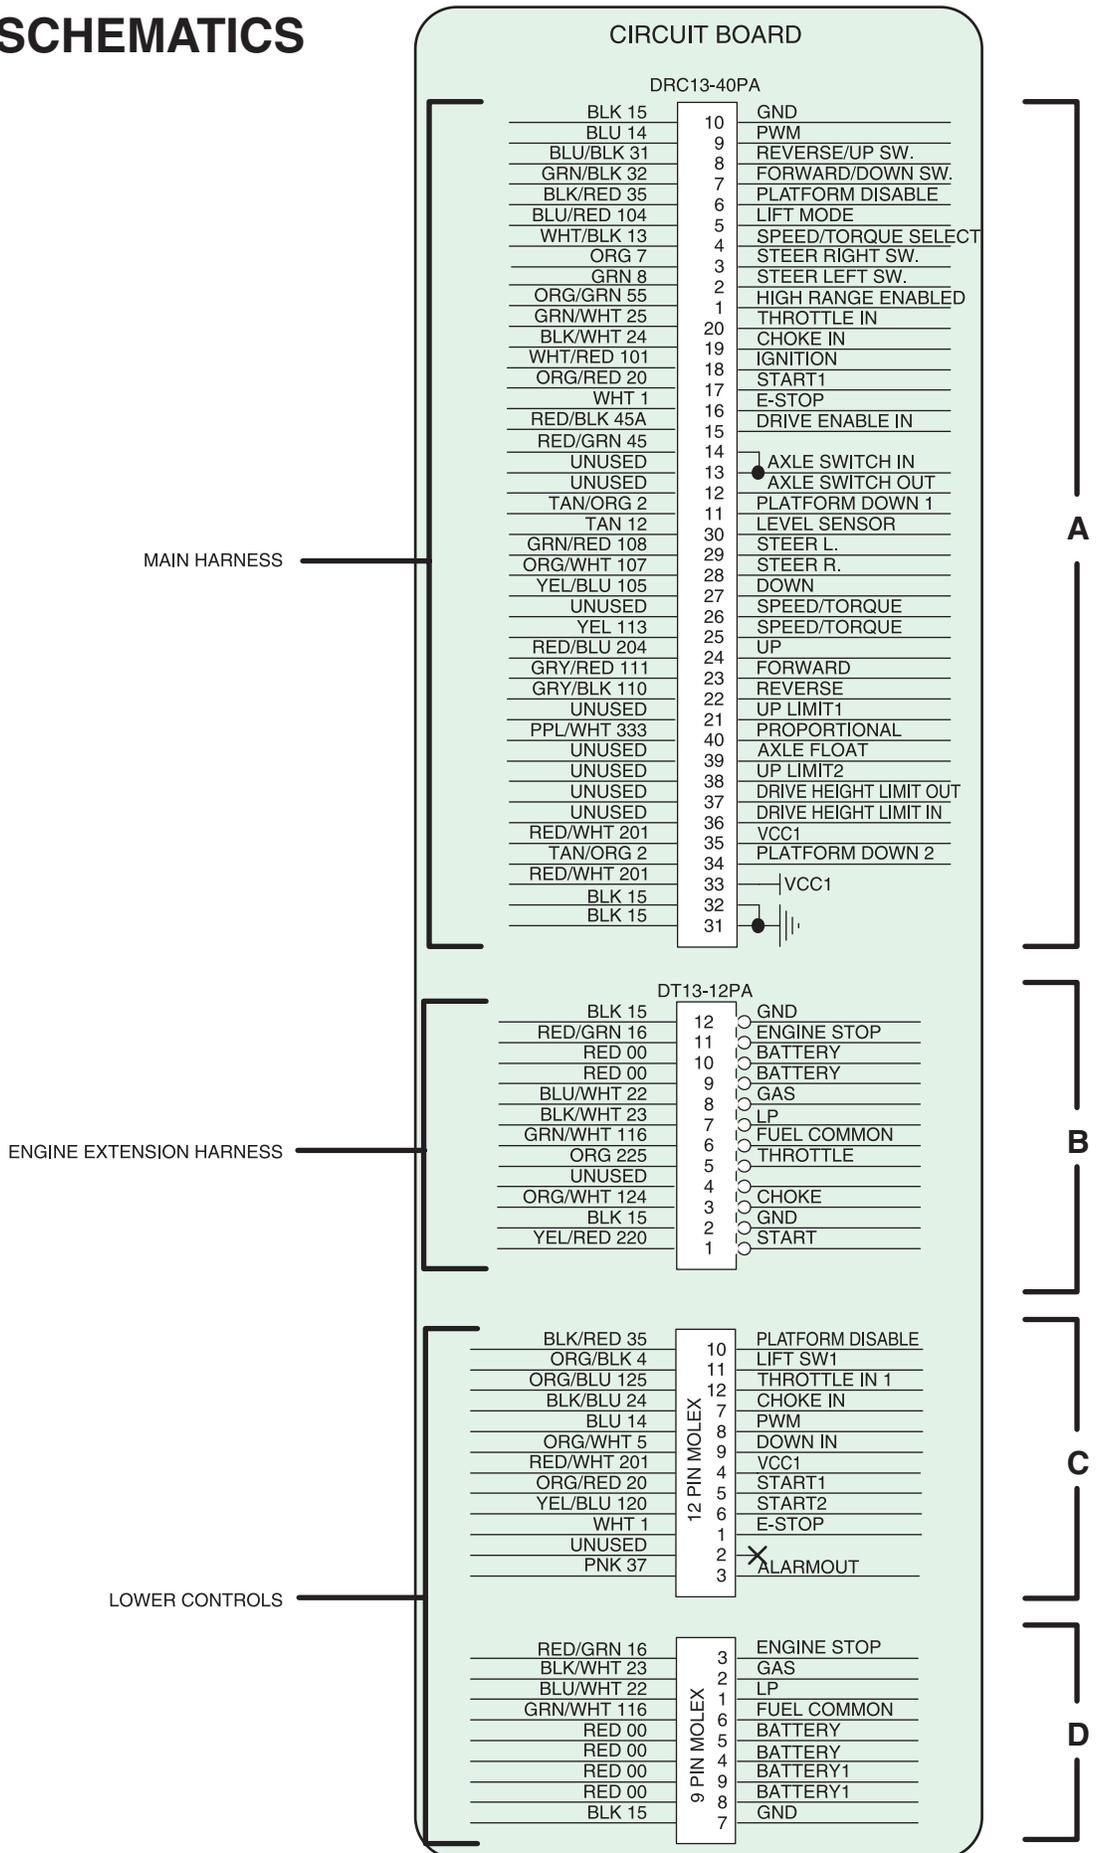 SCHEMATICS
CIRCUIT BOARD
DRC13-40PA
BLK 15 10 GND
BLU 14 9 PWM
BLU/BLK 31 8 REVERSE/UP SW.
GRN/BLK 32 7 FORWARD/DOWN SW.
BLK/RED 35 6 PLATFORM DISABLE
BLU/RED 104 5 LIFT MODE
WHT/BLK 13 4 SPEED/TORQUE SELECT
ORG 7 3 STEER RIGHT SW.
GRN 8 2 STEER LEFT SW.
ORG/GRN 55 1 HIGH RANGE ENABLED
GRN/WHT 25 20 THROTTLE IN
BLK/WHT 24 19 CHOKE IN
WHT/RED 101 18 IGNITION
ORG/RED 20 17 START1
WHT 1 16 E-STOP
RED/BLK 45A 15 DRIVE ENABLE IN
RED/GRN 45 14
UNUSED 13 AXLE SWITCH IN
UNUSED 12 AXLE SWITCH OUT
TAN/ORG 2 11 PLATFORM DOWN 1
A
TAN 12 30 LEVEL SENSOR
GRN/RED 108 29 STEER L.
MAIN HARNESS
ORG/WHT 107 28 STEER R.
YEL/BLU 105 27 DOWN
UNUSED 26 SPEED/TORQUE
YEL 113 25 SPEED/TORQUE
RED/BLU 204 24 UP
GRY/RED 111 23 FORWARD
GRY/BLK 110 22 REVERSE
UNUSED 21 UP LIMIT1
PPL/WHT 333 40 PROPORTIONAL
UNUSED 39 AXLE FLOAT
UNUSED 38 UP LIMIT2
UNUSED 37 DRIVE HEIGHT LIMIT OUT
UNUSED 36 DRIVE HEIGHT LIMIT IN
RED/WHT 201 35 VCC1
TAN/ORG 2 34 PLATFORM DOWN 2
RED/WHT 201 33 VCC1
BLK 15 32
BLK 15 31
DT13-12PA
BLK 15 12 GND
RED/GRN 16 11 ENGINE STOP
RED 00 10 BATTERY
RED 00 9 BATTERY
BLU/WHT 22 8 GAS
BLK/WHT 23 7 LP
GRN/WHT 116 6 FUEL COMMON
B
ENGINE EXTENSION HARNESS
ORG 225 5 THROTTLE
UNUSED 4
ORG/WHT 124 3 CHOKE
BLK 15 2 GND
YEL/RED 220 1 START
12 PIN MOLEX
BLK/RED 35 10 PLATFORM DISABLE
ORG/BLK 4 11 LIFT SW1
ORG/BLU 125 12 THROTTLE IN 1
BLK/BLU 24 7 CHOKE IN
BLU 14 8 PWM
ORG/WHT 5 9 DOWN IN
RED/WHT 201 4 VCC1
C
ORG/RED 20 5 START1
YEL/BLU 120 6 START2
WHT 1 1 E-STOP
UNUSED 2
PNK 37 3 ALARMOUT
LOWER CONTROLS
9 PIN MOLEX
RED/GRN 16 3 ENGINE STOP
BLK/WHT 23 2 GAS
BLU/WHT 22 1 LP
GRN/WHT 116 6 FUEL COMMON
RED 00 5 BATTERY
D
RED 00 4 BATTERY
RED 00 9 BATTERY1
RED 00 8 BATTERY1
BLK 15 7 GND